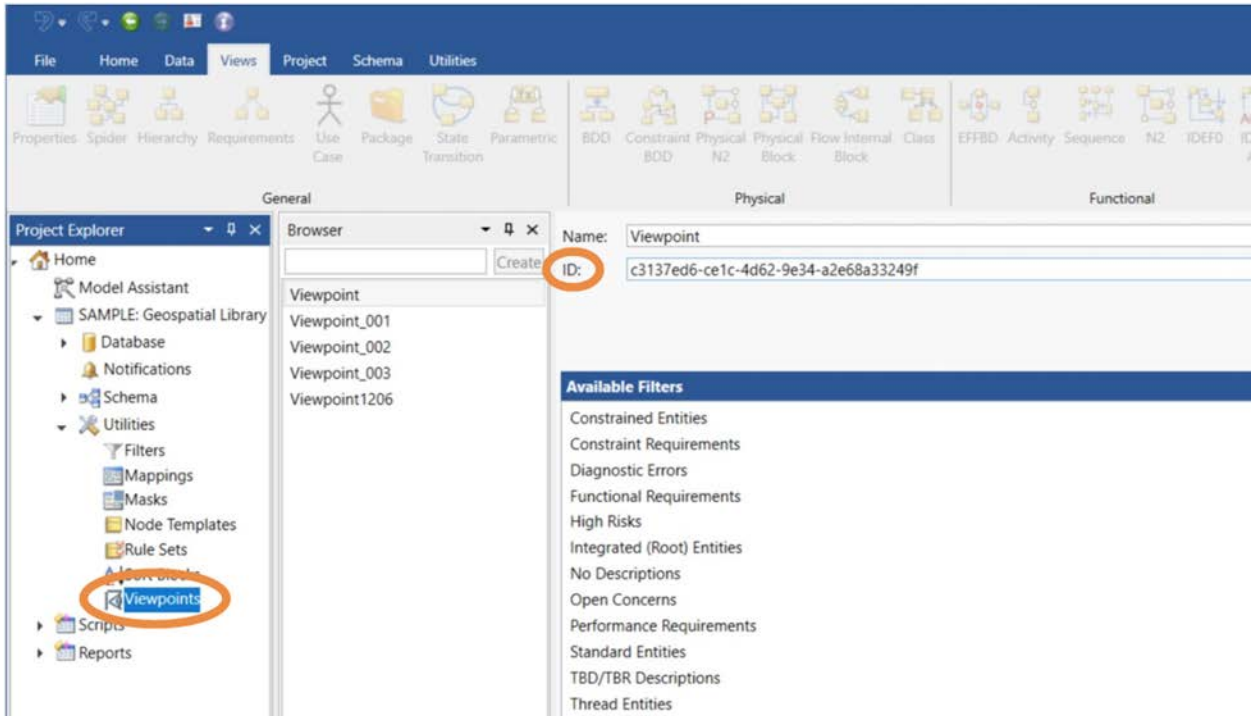 File Home Data Views Project Schema Utilities
Properties Spider Hierarchy Requirements Use Case Package State Transition Parametric BDD Constraint BDD Physical N2 Physical Block Flow Internal Block Class EFFBD Activity Sequence N2 IDEF0
General Physical Functional
Project Explorer
Home
Model Assistant
SAMPLE: Geospatial Library
Database
Notifications
Schema
Utilities
Filters
Mappings
Masks
Node Templates
Rule Sets
Sort Blocks
Viewpoints
Scripts
Reports
Browser
Create
Viewpoint
Viewpoint_001
Viewpoint_002
Viewpoint_003
Viewpoint1206
Name: Viewpoint
ID: c3137ed6-ce1c-4d62-9e34-a2e68a33249f
Available Filters
Constrained Entities
Constraint Requirements
Diagnostic Errors
Functional Requirements
High Risks
Integrated (Root) Entities
No Descriptions
Open Concerns
Performance Requirements
Standard Entities
TBD/TBR Descriptions
Thread Entities